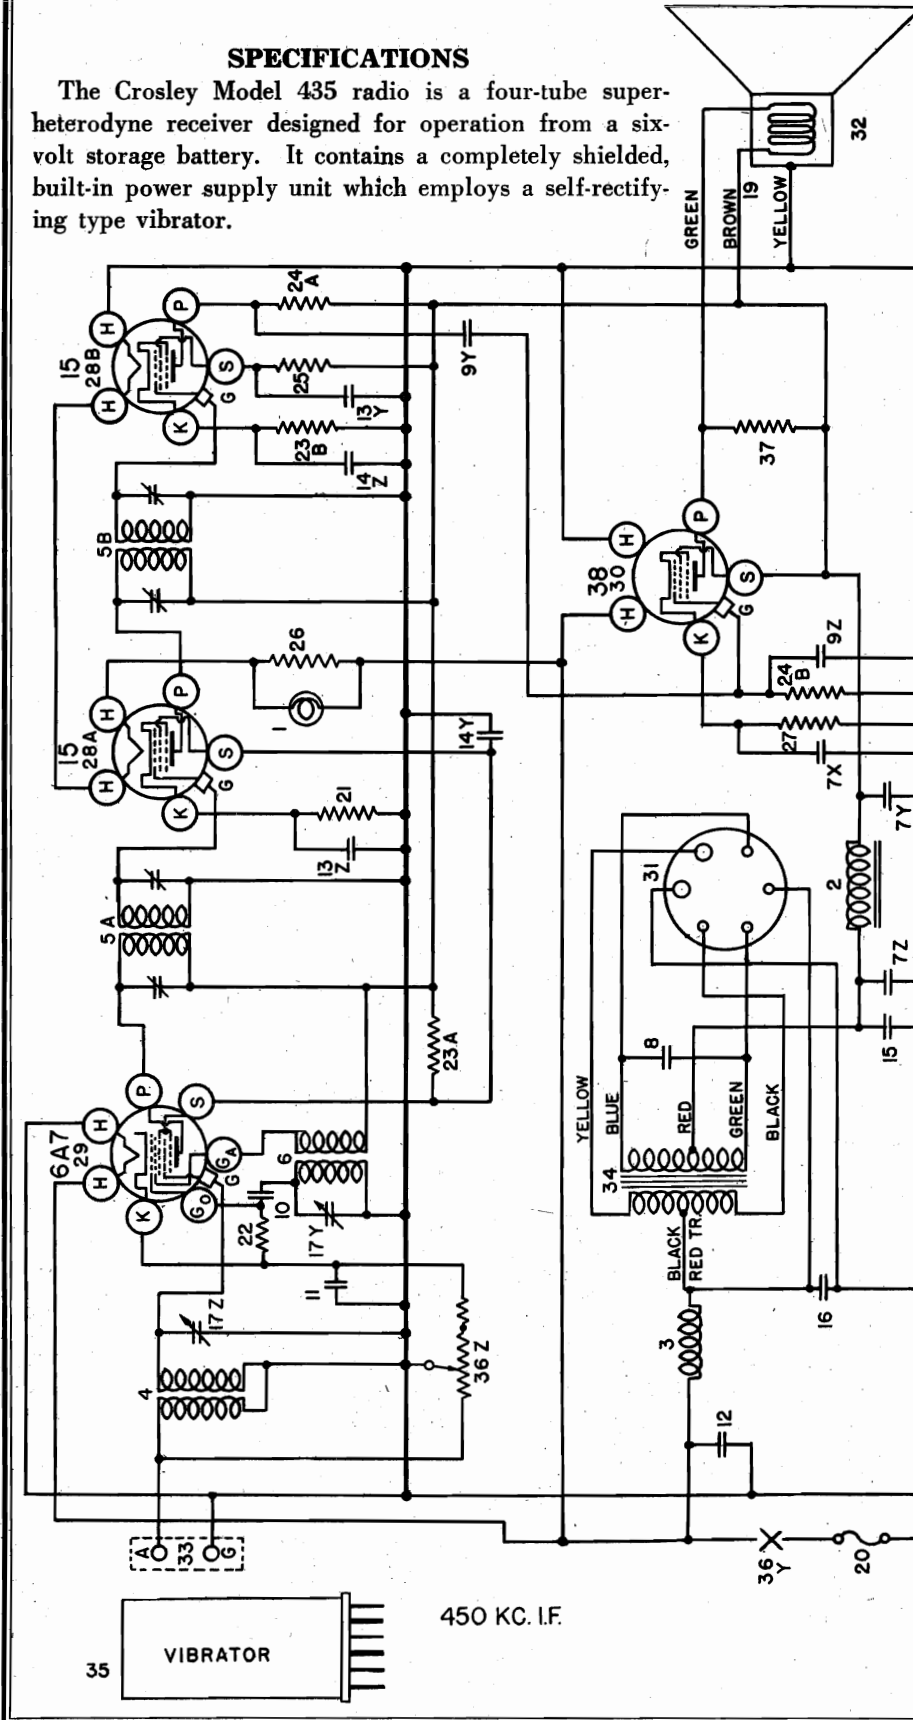 SPECIFICATIONS
The Crosley Model 435 radio is a four-tube super-
heterodyne receiver designed for operation from a six-
volt storage battery. It contains a completely shielded,
built-in power supply unit which employs a self-rectify-
ing type vibrator.
32
GREEN
BROWN
19
YELLOW
24
A
P
H
15
28B
H
S
G
K
25
13
Y
23
B
14
Z
9Y
37
5B
38
30
H
H
P
S
G
K
26
1
9Z
24
B
27
7X
7Y
15
28A
H
H
P
S
G
K
14Y
21
13
Z
31
2
5A
23A
7Z
15
8
YELLOW
BLUE
RED
GREEN
BLACK
34
6A7
29
H
H
P
S
GA
G
GO
K
6
10
22
17Y
11
BLACK
RED TR.
16
17Z
3
36Z
4
12
A
33
G
36
Y
20
35
VIBRATOR
450 KC. I.F.